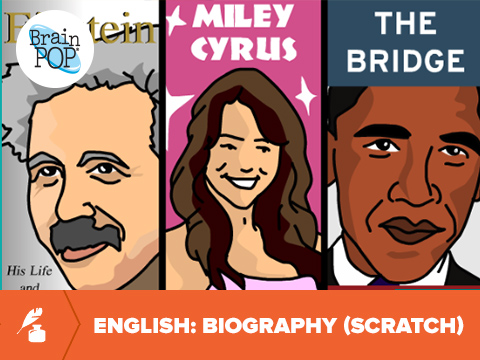 Einstein
Brain
POP®
His Life
and
MILEY
CYRUS
THE
BRIDGE
ENGLISH: BIOGRAPHY (SCRATCH)